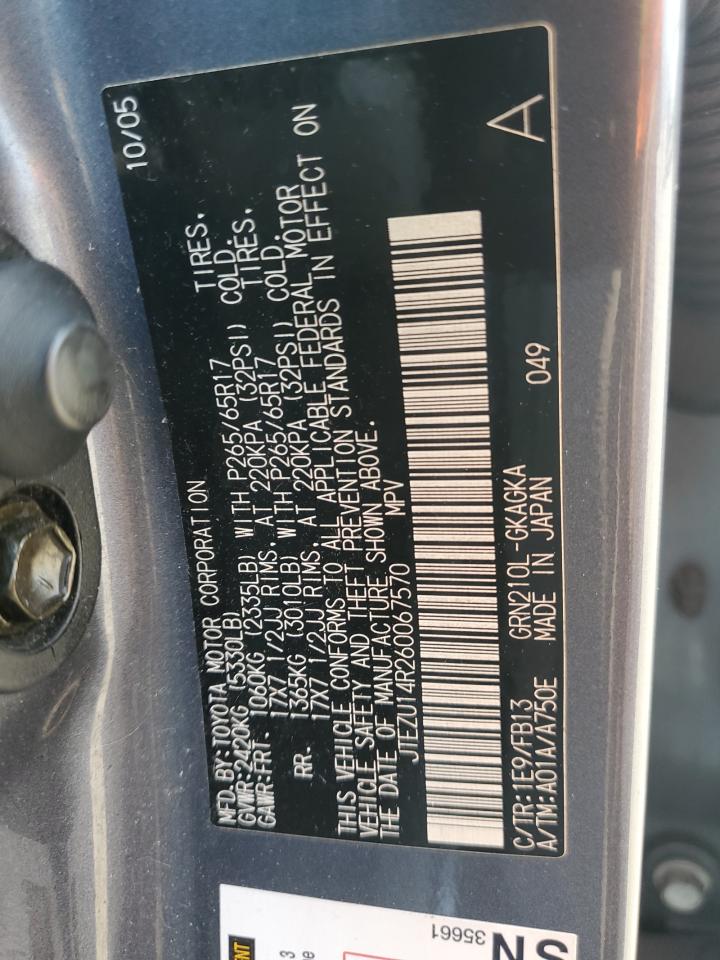 MFD.BY:TOYOTA MOTOR CORPORATION 10/05
GVWR:2420KG (5330LB)
GAWR:FRT. 1060KG (2335LB) WITH P265/65R17 TIRES.
17X7 1/2JJ RIMS, AT 220KPA (32PSI) COLD.
RR. 1365KG (3010LB) WITH P265/65R17 TIRES.
17X7 1/2JJ RIMS, AT 220KPA (32PSI) COLD.
THIS VEHICLE CONFORMS TO ALL APPLICABLE FEDERAL MOTOR
VEHICLE SAFETY AND THEFT PREVENTION STANDARDS IN EFFECT ON
THE DATE OF MANUFACTURE SHOWN ABOVE.
JTEZU14R260067570 MPV
C/TR:1E9/FB13 GRN210L-GKAGKA
A/TM:A01A/A750E MADE IN JAPAN 049 A
SN
35661